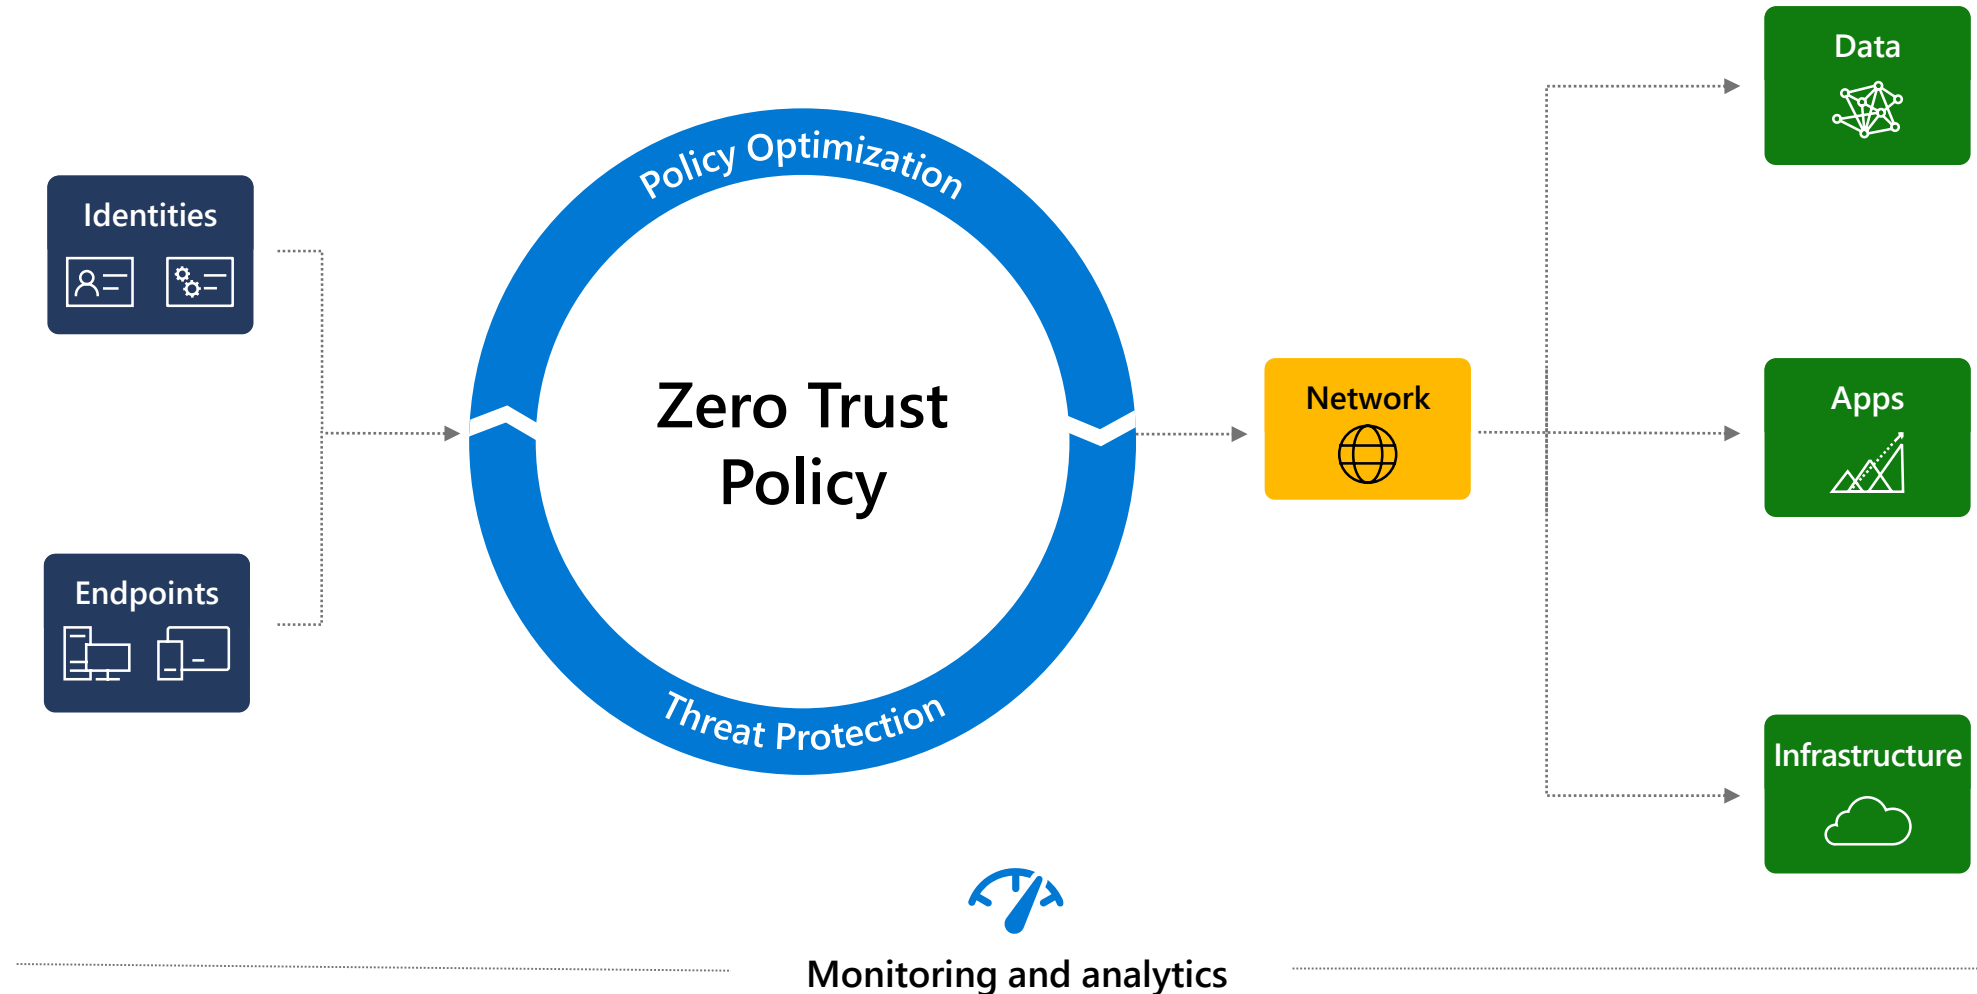 Identities
Endpoints
Policy Optimization
Zero Trust
Policy
Threat Protection
Network
Data
Apps
Infrastructure
Monitoring and analytics